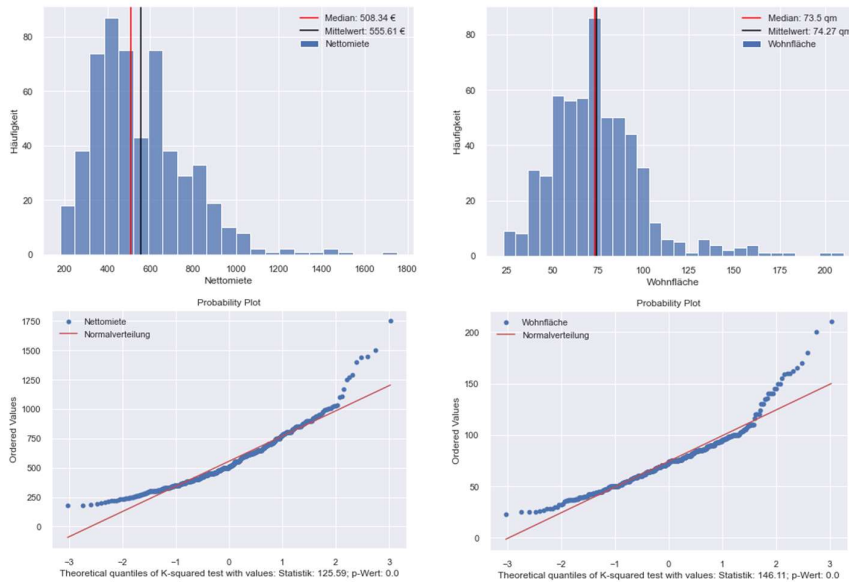 Median: 508.34 €
Mittelwert: 555.61 €
Nettomiete
Häufigkeit
80
60
40
20
0
200 400 600 800 1000 1200 1400 1600 1800
Nettomiete
Median: 73.5 qm
Mittelwert: 74.27 qm
Wohnfläche
Häufigkeit
80
60
40
20
0
25 50 75 100 125 150 175 200
Wohnfläche
Probability Plot
Nettomiete
Normalverteilung
Ordered Values
1750
1500
1250
1000
750
500
250
0
-3 -2 -1 0 1 2 3
Theoretical quantiles of K-squared test with values: Statistik: 125.59; p-Wert: 0.0
Probability Plot
Wohnfläche
Normalverteilung
Ordered Values
200
150
100
50
0
-3 -2 -1 0 1 2 3
Theoretical quantiles of K-squared test with values: Statistik: 146.11; p-Wert: 0.0